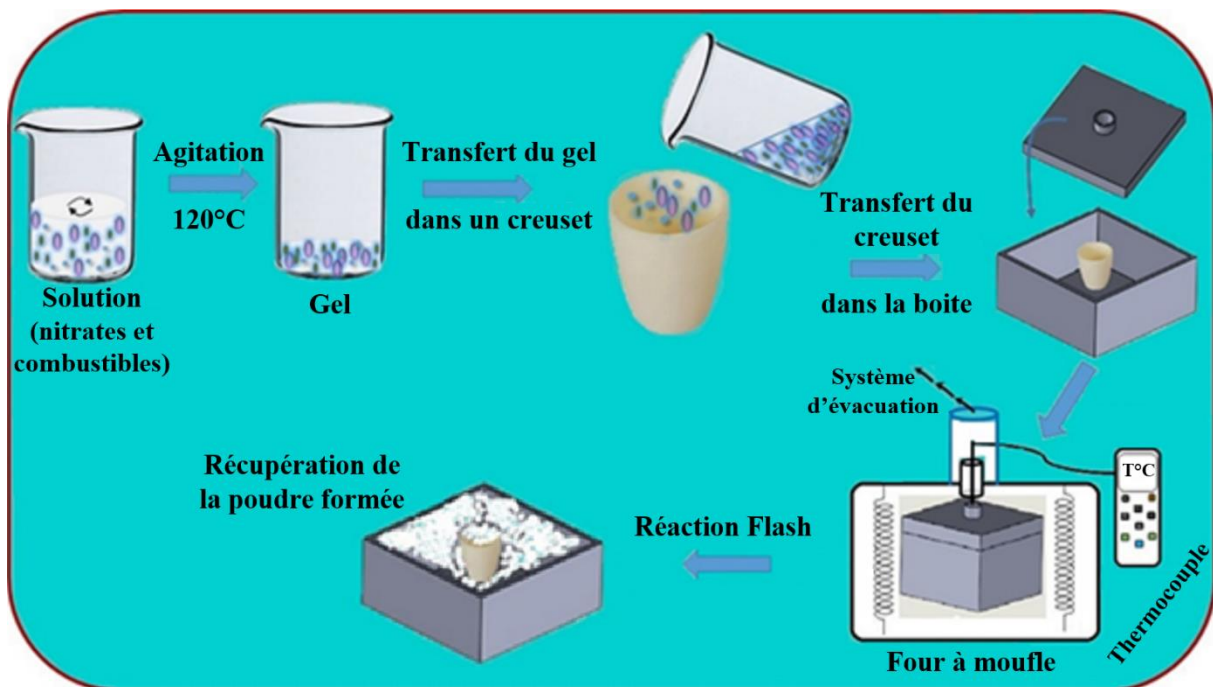 Agitation
120°C
Solution
(nitrates et
combustibles)
Gel
Transfert du gel
dans un creuset
Transfert du
creuset
dans la boite
Système
d’évacuation
T°C
Thermocouple
Four à moufle
Réaction Flash
Récupération de
la poudre formée